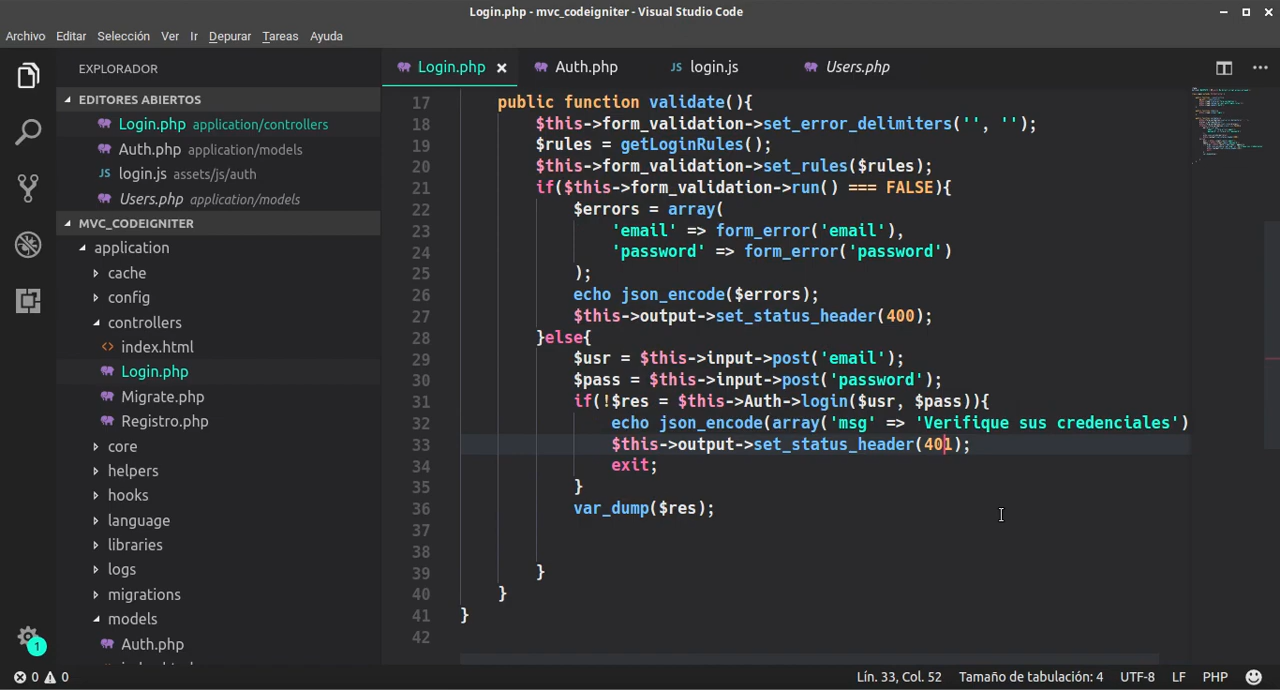 Login.php - mvc_codeigniter - Visual Studio Code
Archivo Editar Selección Ver Ir Depurar Tareas Ayuda
EXPLORADOR
EDITORES ABIERTOS
Login.php application/controllers
Auth.php application/models
JS login.js assets/js/auth
Users.php application/models
MVC_CODEIGNITER
application
cache
config
controllers
<> index.html
Login.php
Migrate.php
Registro.php
core
helpers
hooks
language
libraries
logs
migrations
models
Auth.php
1
Login.php Auth.php JS login.js Users.php
17 public function validate(){
18 $this->form_validation->set_error_delimiters('', '');
19 $rules = getLoginRules();
20 $this->form_validation->set_rules($rules);
21 if($this->form_validation->run() === FALSE){
22 $errors = array(
23 'email' => form_error('email'),
24 'password' => form_error('password')
25 );
26 echo json_encode($errors);
27 $this->output->set_status_header(400);
28 }else{
29 $usr = $this->input->post('email');
30 $pass = $this->input->post('password');
31 if(!$res = $this->Auth->login($usr, $pass)){
32 echo json_encode(array('msg' => 'Verifique sus credenciales')
33 $this->output->set_status_header(401);
34 exit;
35 }
36 var_dump($res);
37
38
39 }
40 }
41 }
42
0 0 Lín. 33, Col. 52 Tamaño de tabulación: 4 UTF-8 LF PHP